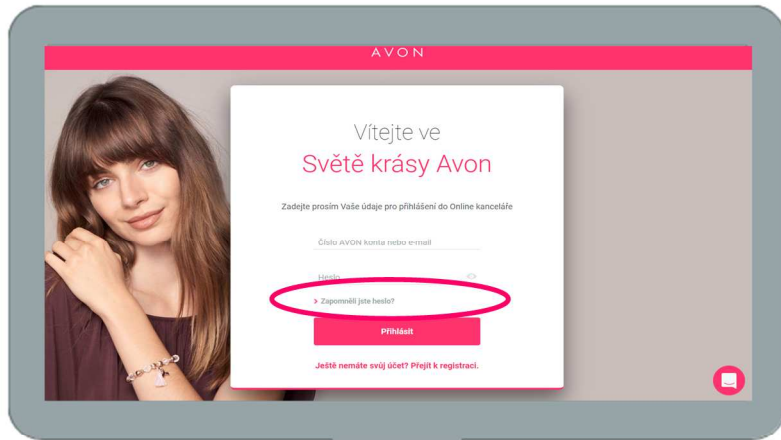 AVON
Vítejte ve
Světě krásy Avon
Zadejte prosím Vaše údaje pro přihlášení do Online kanceláře
Číslo AVON konta nebo e-mail
Heslo
> Zapomněli jste heslo?
Přihlásit
Ještě nemáte svůj účet? Přejít k registraci.